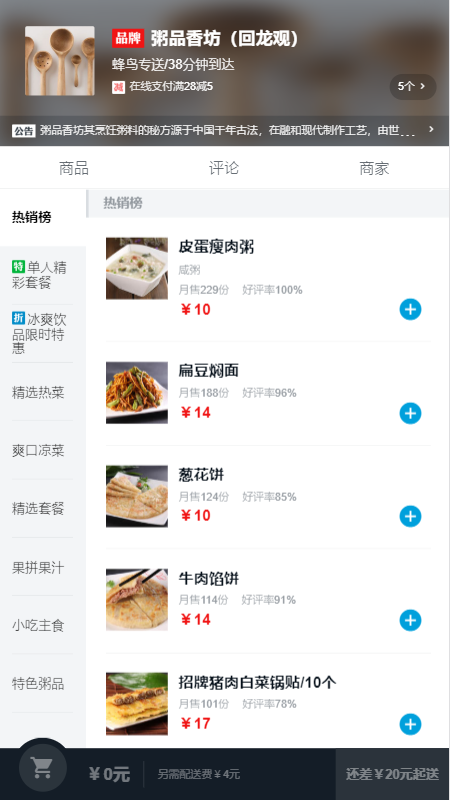 品牌 粥品香坊（回龙观）
蜂鸟专送/38分钟到达
减 在线支付满28减5
5个 >
公告 粥品香坊其烹饪粥料的秘方源于中国千年古法，在融和现代制作工艺，由世... >
商品 评论 商家
热销榜
特 单人精
彩套餐
折 冰爽饮
品限时特
惠
精选热菜
爽口凉菜
精选套餐
果拼果汁
小吃主食
特色粥品
热销榜
皮蛋瘦肉粥
咸粥
月售229份 好评率100%
￥10
扁豆焖面
月售188份 好评率96%
￥14
葱花饼
月售124份 好评率85%
￥10
牛肉馅饼
月售114份 好评率91%
￥14
招牌猪肉白菜锅贴/10个
月售101份 好评率78%
￥17
￥0元 另需配送费￥4元 还差￥20元起送